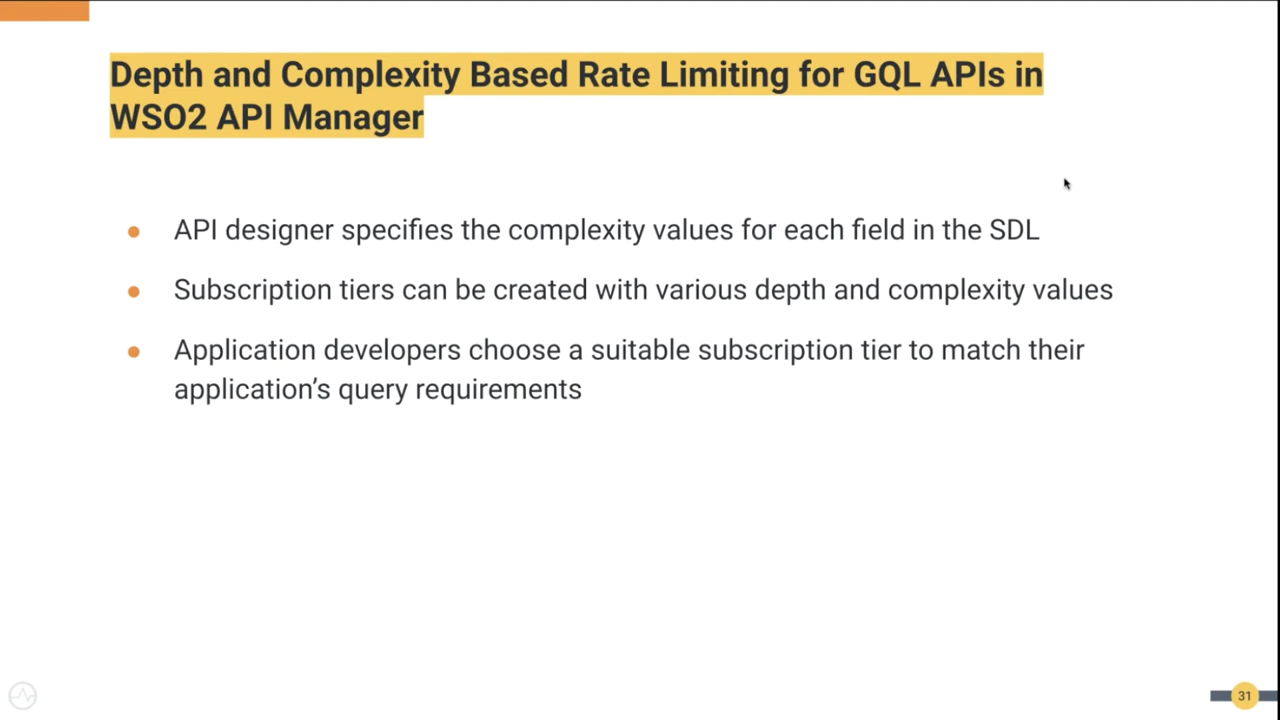 Depth and Complexity Based Rate Limiting for GQL APIs in
WSO2 API Manager
● API designer specifies the complexity values for each field in the SDL
● Subscription tiers can be created with various depth and complexity values
● Application developers choose a suitable subscription tier to match their
application’s query requirements
31